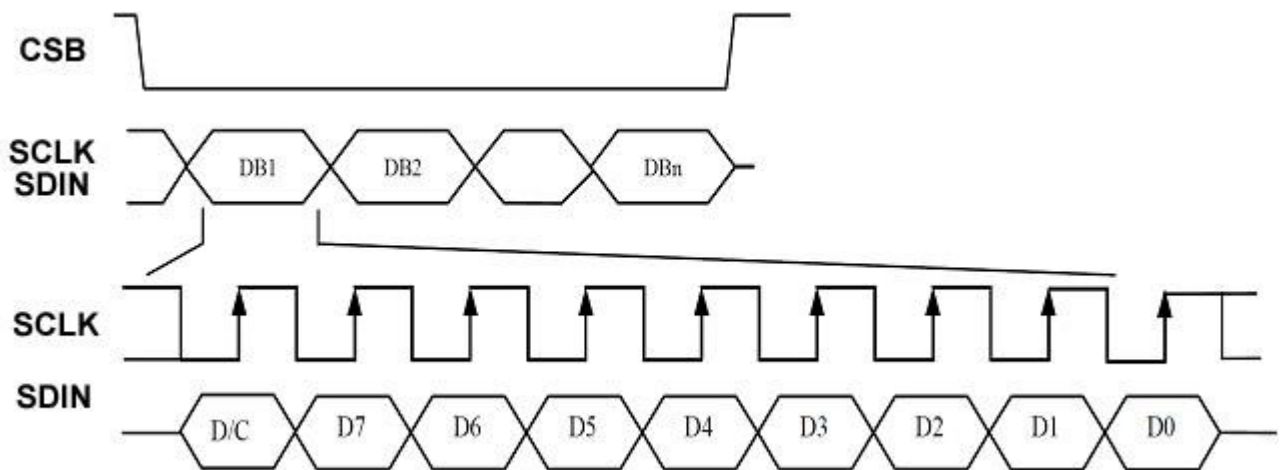 CSB
SCLK
SDIN
DB1 DB2 DBn
SCLK
SDIN
D/C D7 D6 D5 D4 D3 D2 D1 D0